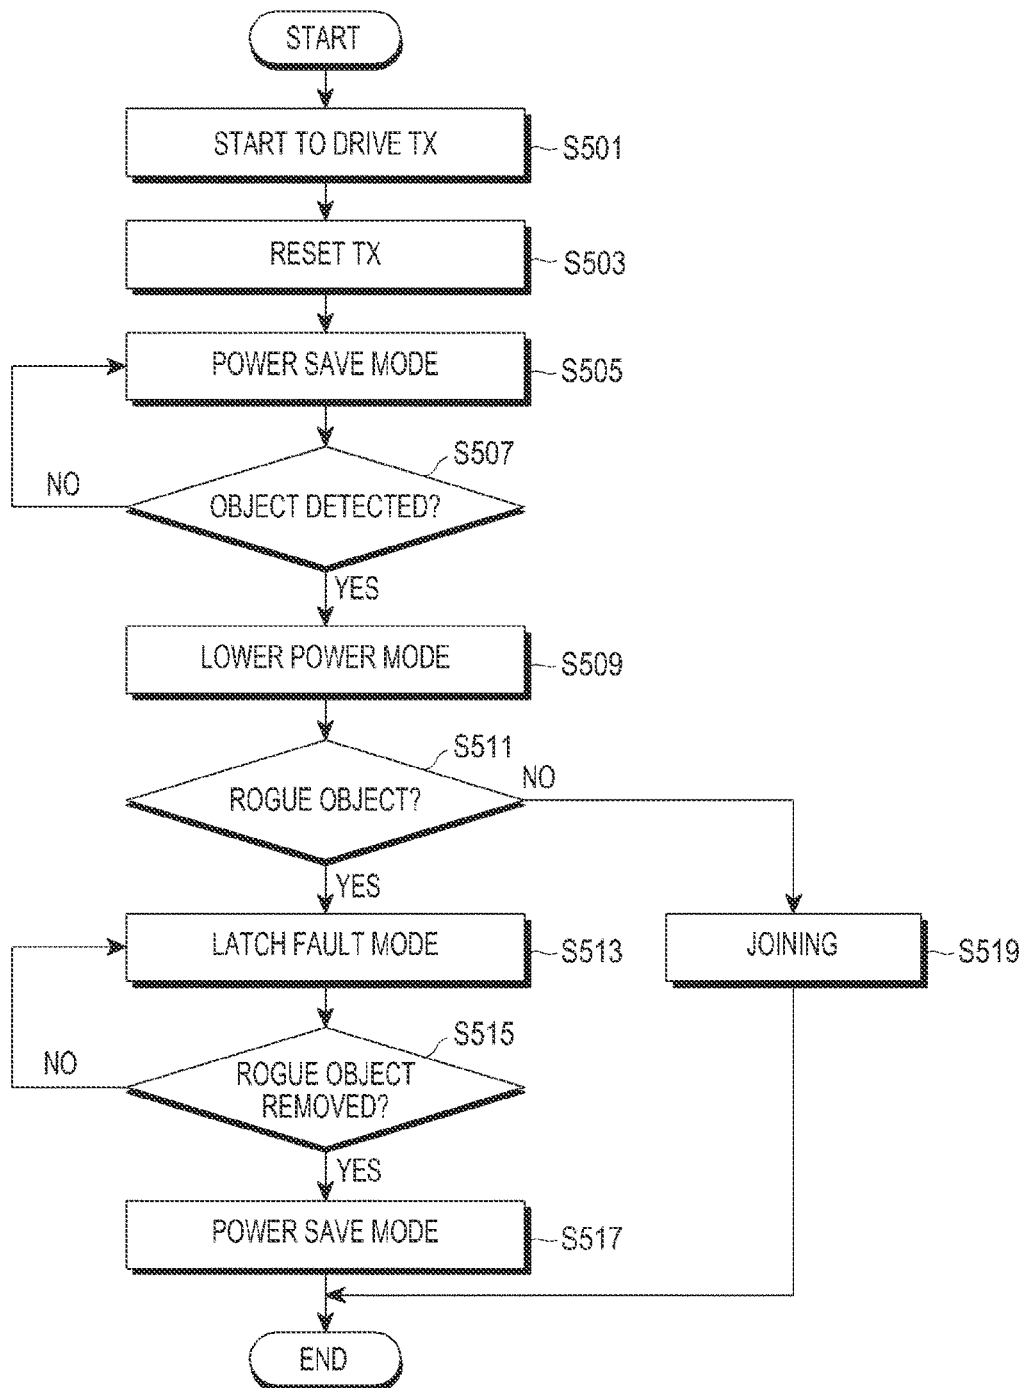 START
START TO DRIVE TX
S501
RESET TX
S503
POWER SAVE MODE
S505
S507
OBJECT DETECTED?
NO
YES
LOWER POWER MODE
S509
S511
ROGUE OBJECT?
NO
YES
LATCH FAULT MODE
S513
JOINING
S519
S515
ROGUE OBJECT
REMOVED?
NO
YES
POWER SAVE MODE
S517
END